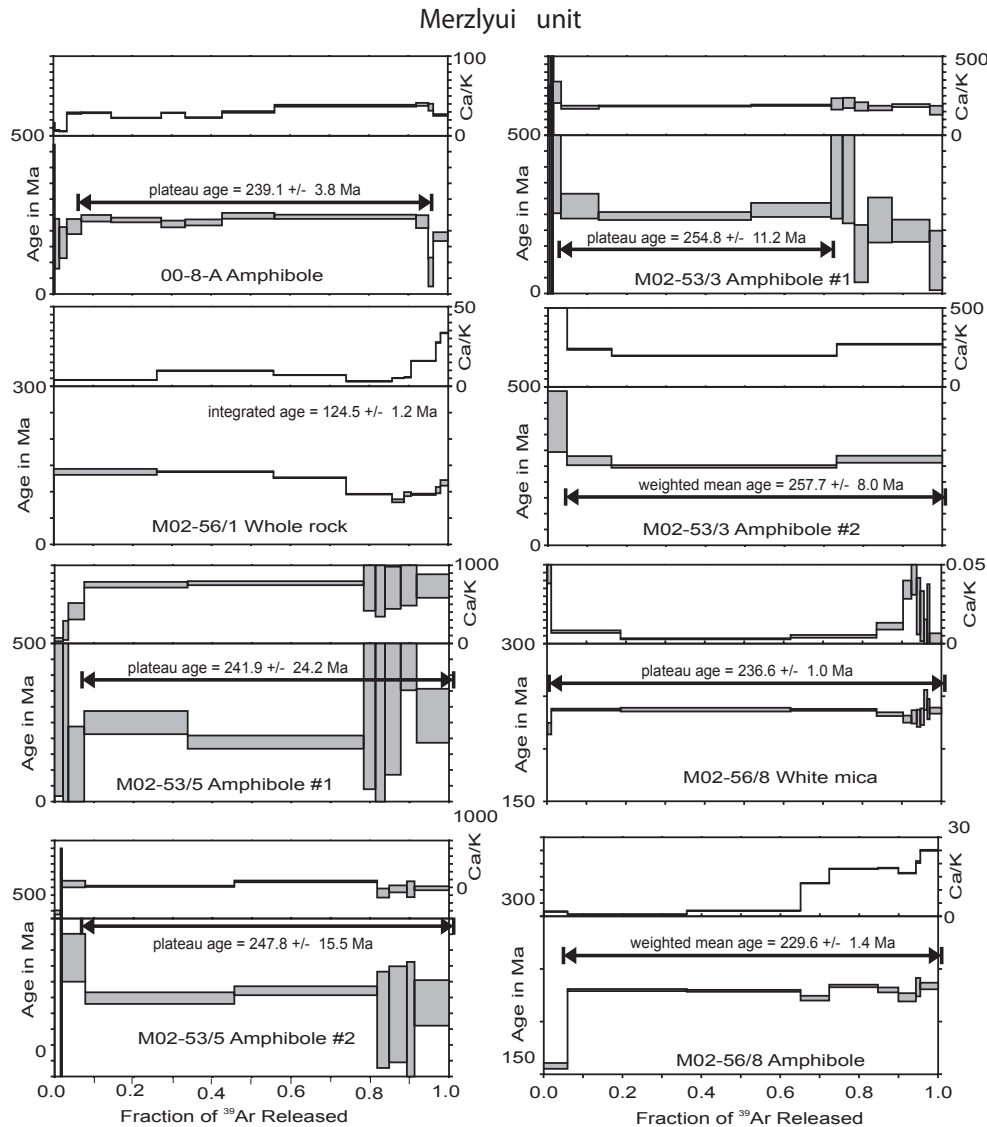 Merzlyui unit
100
Ca/K
0
500
Age in Ma
plateau age = 239.1 +/- 3.8 Ma
00-8-A Amphibole
0
500
Ca/K
0
500
Age in Ma
plateau age = 254.8 +/- 11.2 Ma
M02-53/3 Amphibole #1
0
50
Ca/K
0
300
Age in Ma
integrated age = 124.5 +/- 1.2 Ma
M02-56/1 Whole rock
0
500
Ca/K
0
500
Age in Ma
weighted mean age = 257.7 +/- 8.0 Ma
M02-53/3 Amphibole #2
0
1000
Ca/K
0
500
Age in Ma
plateau age = 241.9 +/- 24.2 Ma
M02-53/5 Amphibole #1
0
0.05
Ca/K
0
300
Age in Ma
plateau age = 236.6 +/- 1.0 Ma
M02-56/8 White mica
150
1000
Ca/K
0
500
Age in Ma
plateau age = 247.8 +/- 15.5 Ma
M02-53/5 Amphibole #2
0
0.0 0.2 0.4 0.6 0.8 1.0
Fraction of ³⁹Ar Released
30
Ca/K
0
300
Age in Ma
weighted mean age = 229.6 +/- 1.4 Ma
M02-56/8 Amphibole
150
0.0 0.2 0.4 0.6 0.8 1.0
Fraction of ³⁹Ar Released